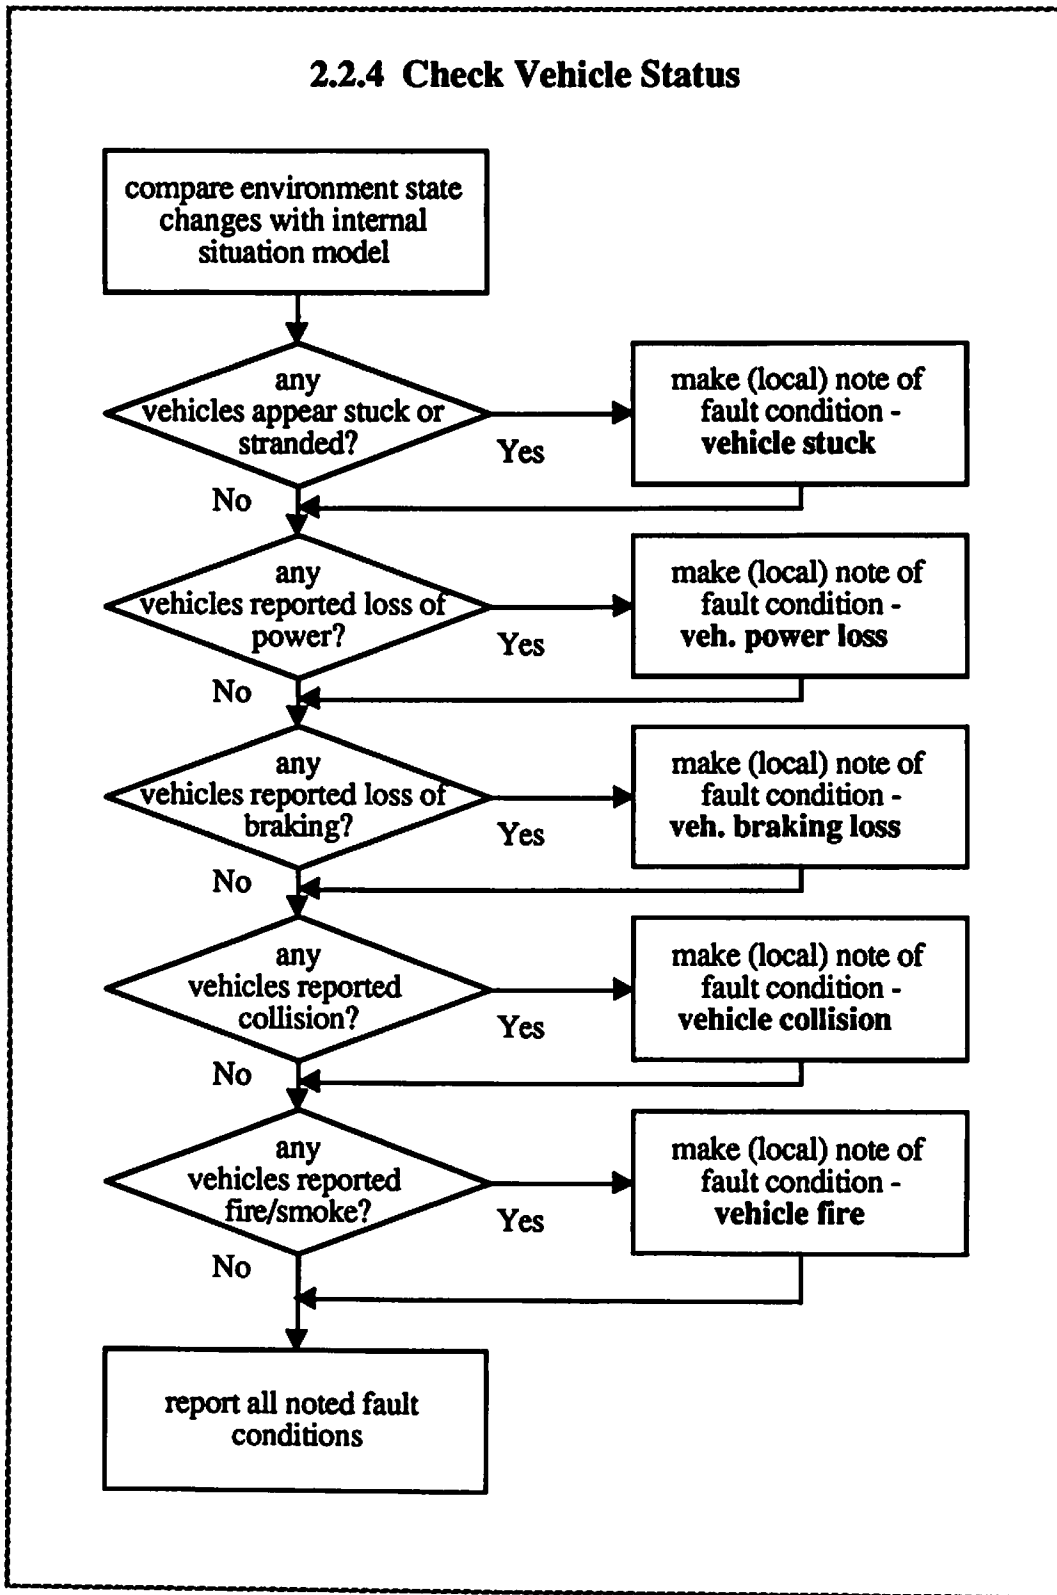 2.2.4 Check Vehicle Status
compare environment state
changes with internal
situation model
any
vehicles appear stuck or
stranded?
Yes
No
make (local) note of
fault condition -
vehicle stuck
any
vehicles reported loss of
power?
Yes
No
make (local) note of
fault condition -
veh. power loss
any
vehicles reported loss of
braking?
Yes
No
make (local) note of
fault condition -
veh. braking loss
any
vehicles reported
collision?
Yes
No
make (local) note of
fault condition -
vehicle collision
any
vehicles reported
fire/smoke?
Yes
No
make (local) note of
fault condition -
vehicle fire
report all noted fault
conditions